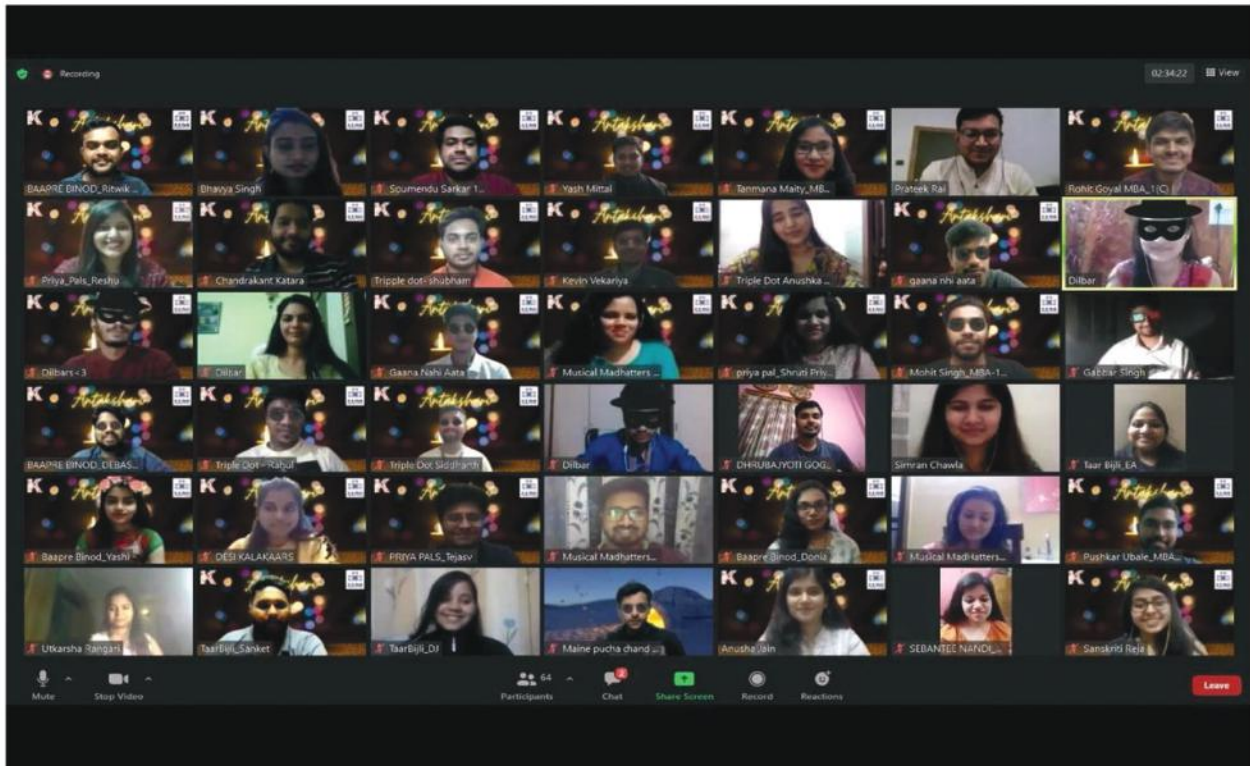 Recording
02:34:22 View
BAAPRE BINOD_Ritwik ...
Bhavya Singh
Soumendu Sarkar 1...
Yash Mittal
Tanmana Maity_MB...
Prateek Rai
Rohit Goyal MBA_1(C)
Priya_Pals_Reshu
Chandrakant Katara
Tripple dot- shubham
Kevin Vekariya
Triple Dot Anushka ...
gaana nhi aata
Dilbar
Dilbars<3
Dilbar
Gaana Nahi Aata
Musical Madhatters ...
priya pal_Shruti Priy...
Mohit Singh_MBA-1...
Gabbar Singh
BAAPRE BINOD_DEBAS...
Triple Dot - Rahul
Triple Dot Siddharth
Dilbar
DHRUBAJYOTI GOG...
Simran Chawla
Taar Bijli_EA
Baapre Binod_Yashi
DESI KALAKAARS
PRIYA PALS_Tejasv
Musical Madhatters...
Baapre Binod_Donia
Musical MadHatters...
Pushkar Ubale_MBA...
Utkarsha Rangari
TaarBijli_Sanket
TaarBijli_DJ
Maine pucha chand ...
Anusha Jain
SEBANTEE NANDI_...
Sanskriti Reja
Mute
Stop Video
Participants 64
Chat 2
Share Screen
Record
Reactions
Leave